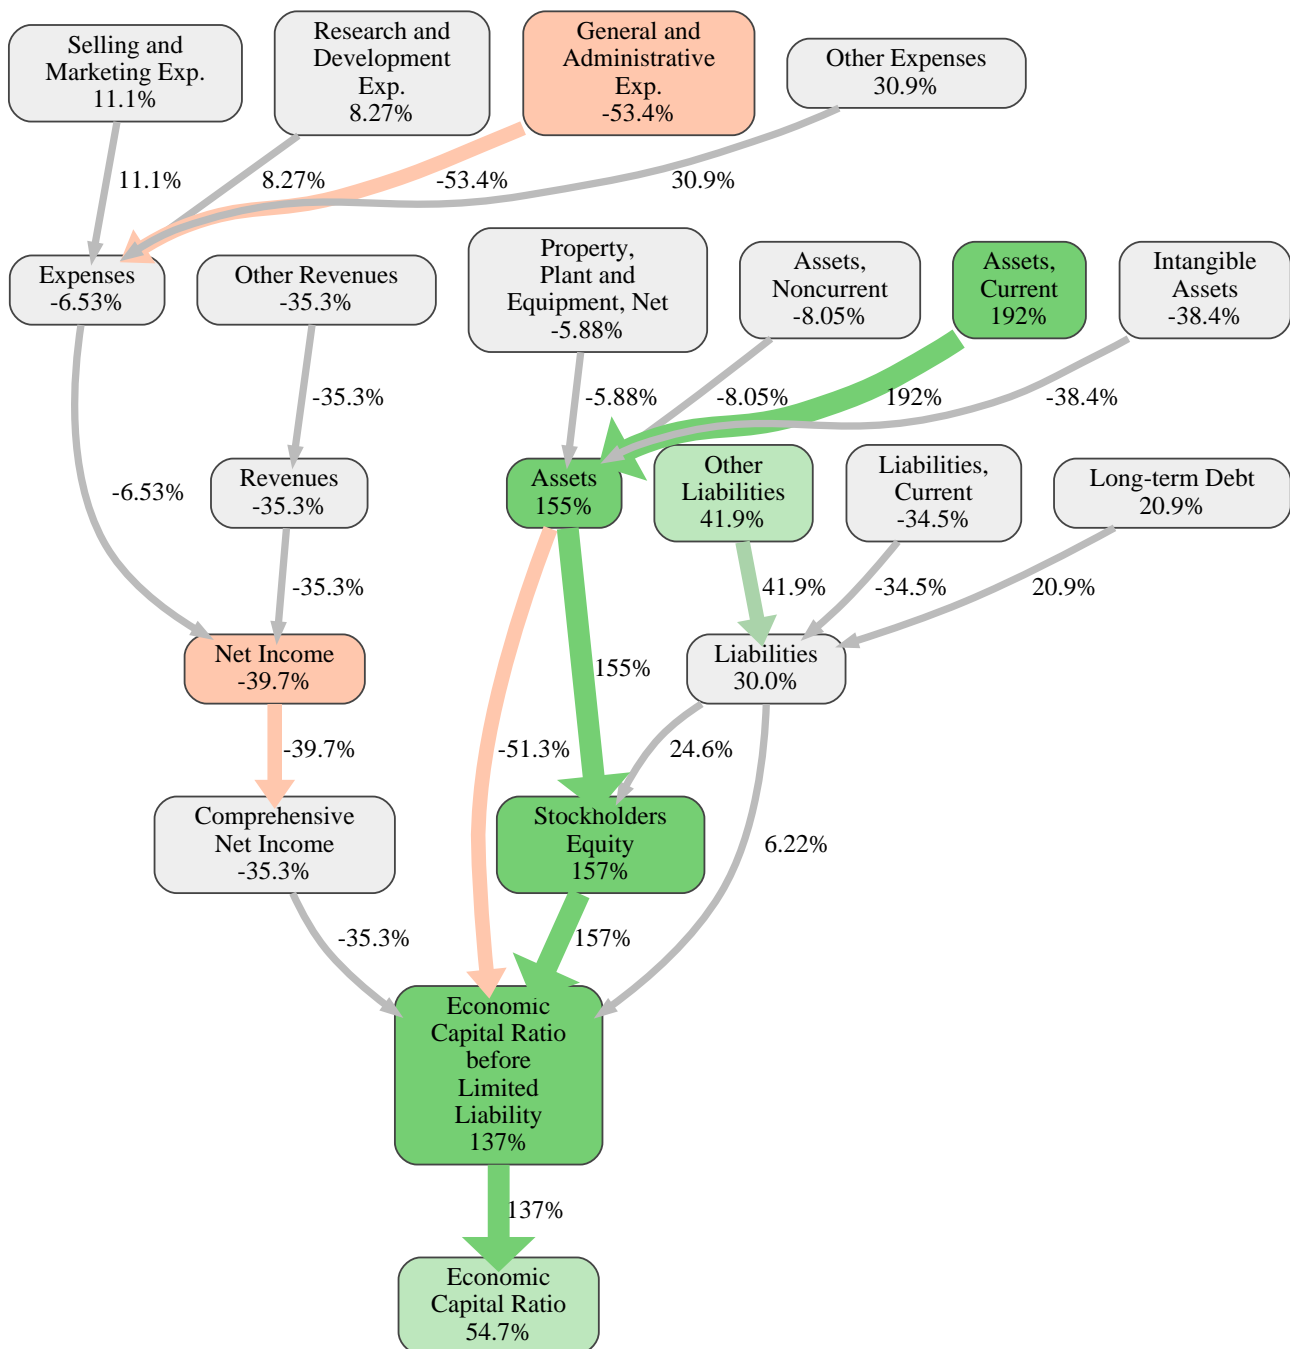 Selling and
Marketing Exp.
11.1%
Research and
Development
Exp.
8.27%
General and
Administrative
Exp.
-53.4%
Other Expenses
30.9%
11.1%
8.27%
-53.4%
30.9%
Expenses
-6.53%
Other Revenues
-35.3%
Property,
Plant and
Equipment, Net
-5.88%
Assets,
Noncurrent
-8.05%
Assets,
Current
192%
Intangible
Assets
-38.4%
-35.3%
-5.88%
-8.05%
192%
-38.4%
-6.53%
Revenues
-35.3%
Assets
155%
Other
Liabilities
41.9%
Liabilities,
Current
-34.5%
Long-term Debt
20.9%
-35.3%
41.9%
-34.5%
20.9%
Net Income
-39.7%
155%
Liabilities
30.0%
-39.7%
-51.3%
24.6%
Comprehensive
Net Income
-35.3%
Stockholders
Equity
157%
6.22%
-35.3%
157%
Economic
Capital Ratio
before
Limited
Liability
137%
137%
Economic
Capital Ratio
54.7%